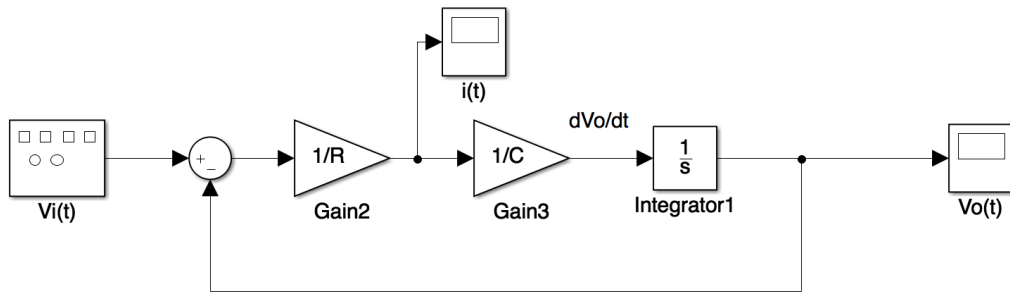 i(t)
dVo/dt
+
−
1/R
1/C
1
s
Vi(t)
Gain2
Gain3
Integrator1
Vo(t)